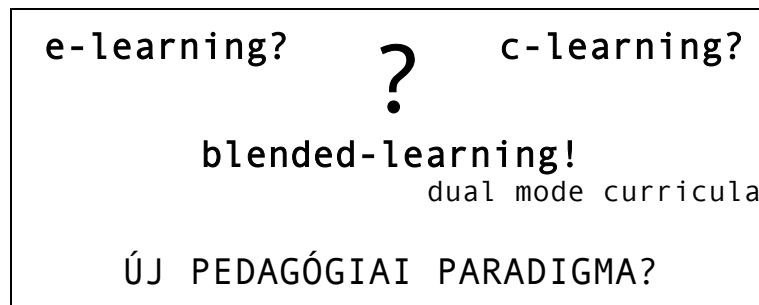 e-learning? ? c-learning?
blended-learning!
dual mode curricula
ÚJ PEDAGÓGIAI PARADIGMA?